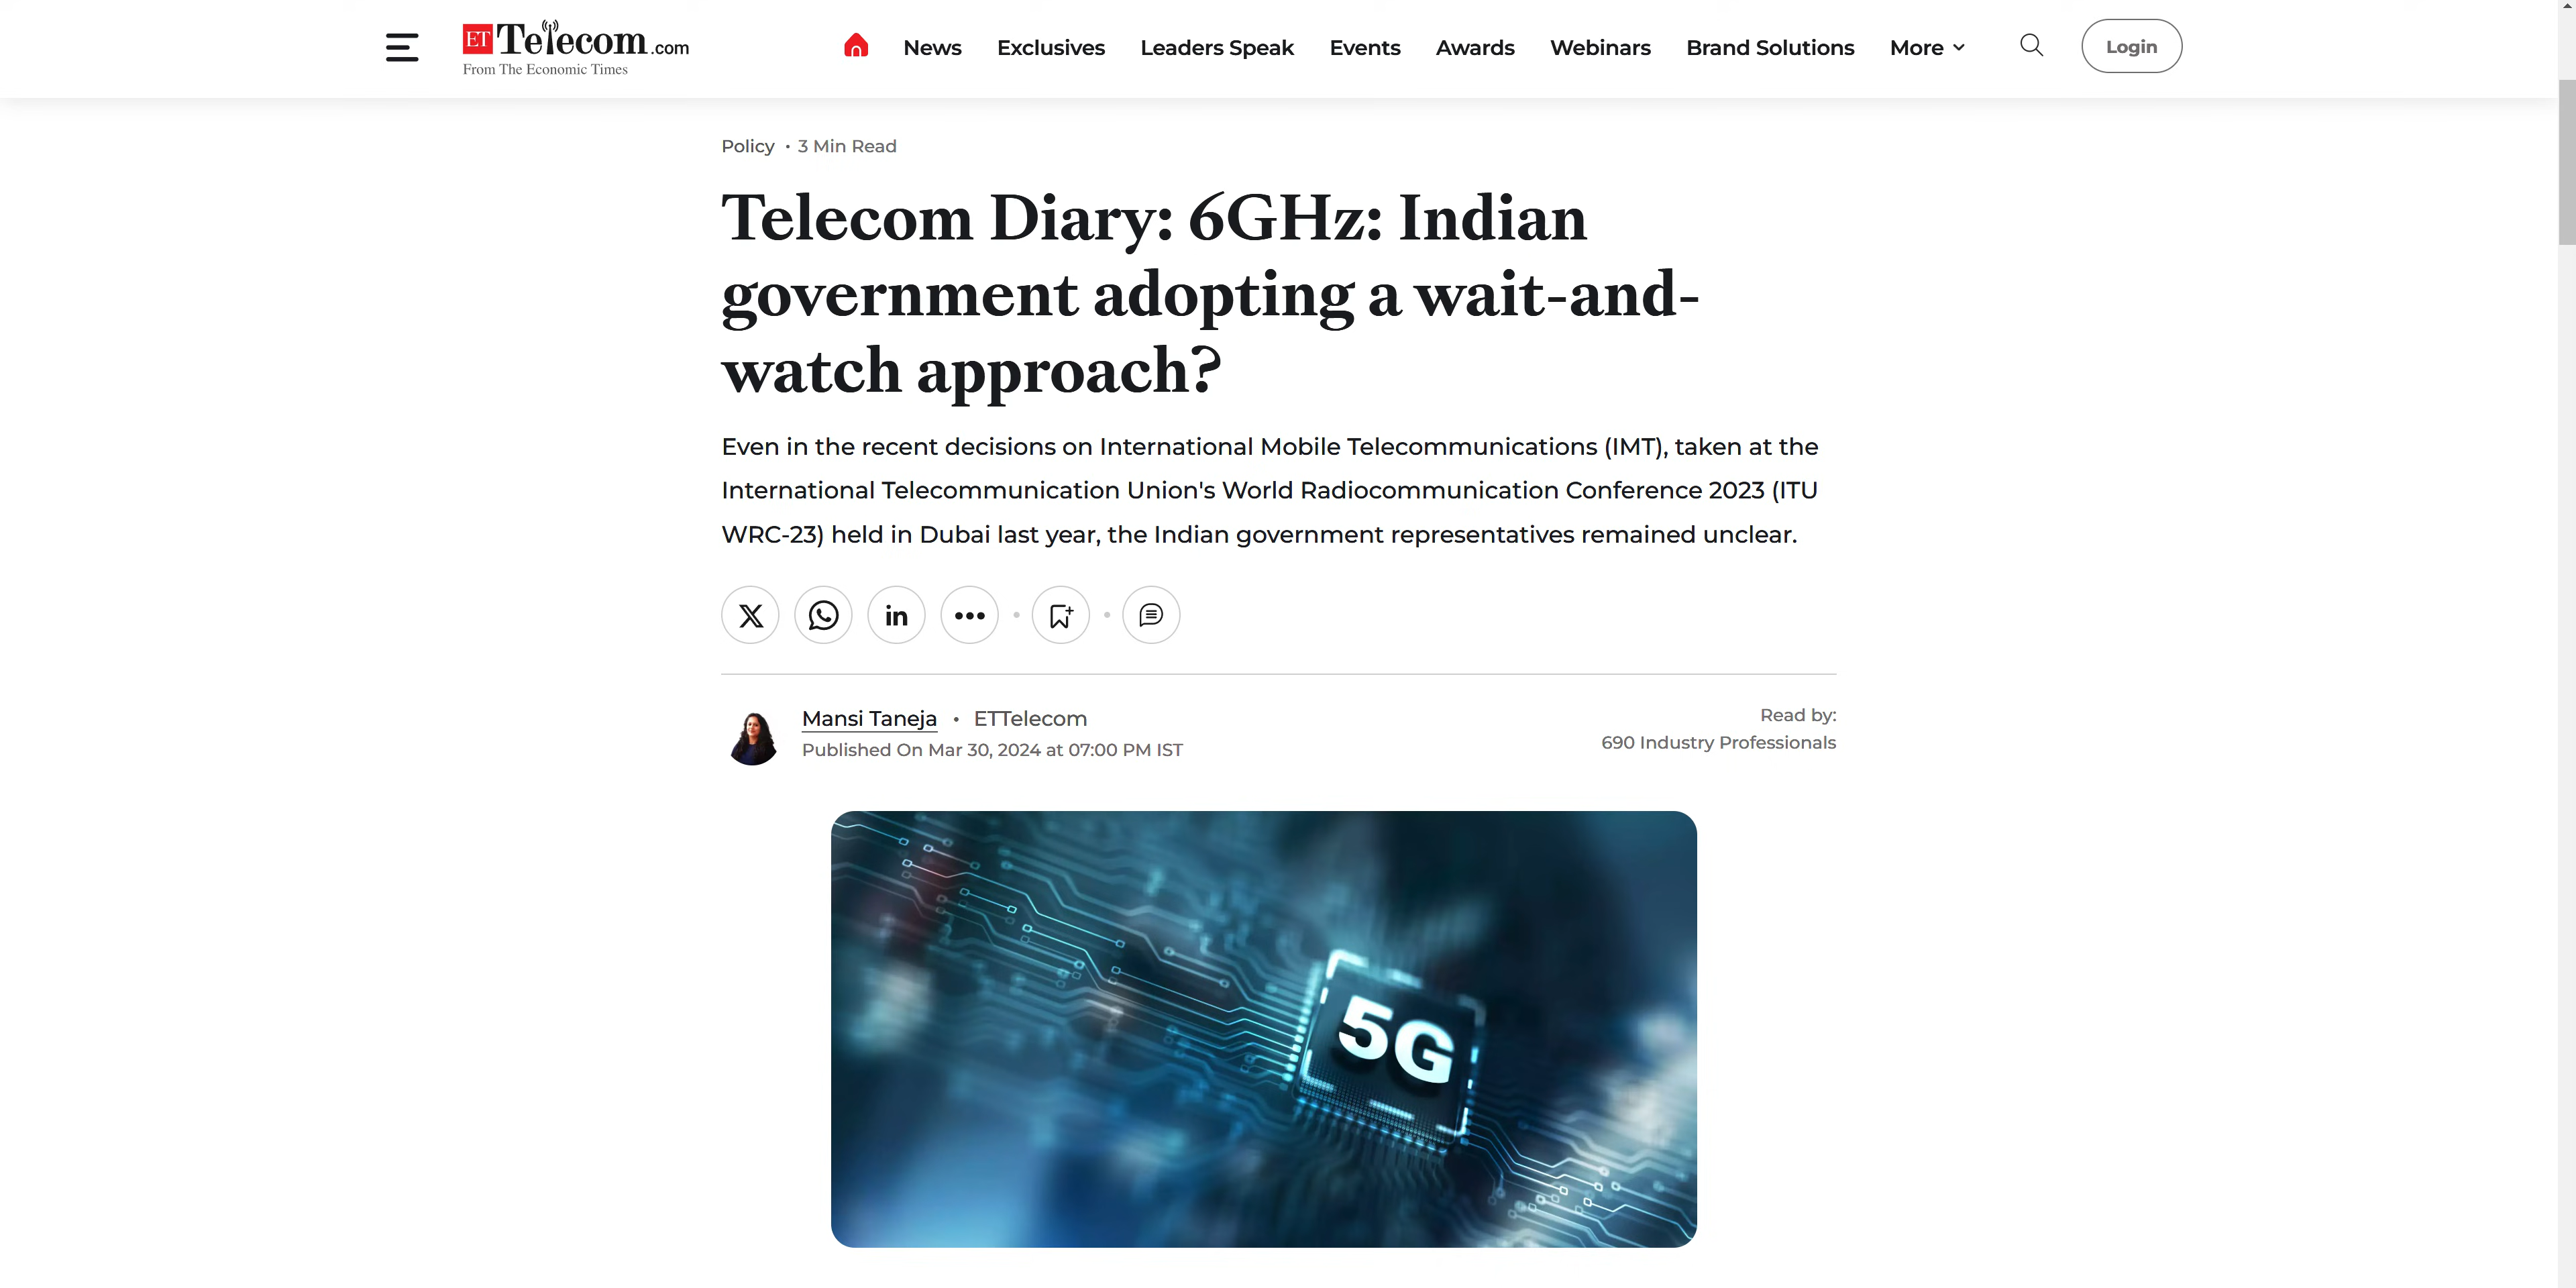 ET Telecom.com
From The Economic Times
News Exclusives Leaders Speak Events Awards Webinars Brand Solutions More Login
Policy • 3 Min Read
Telecom Diary: 6GHz: Indian
government adopting a wait-and-
watch approach?
Even in the recent decisions on International Mobile Telecommunications (IMT), taken at the
International Telecommunication Union's World Radiocommunication Conference 2023 (ITU
WRC-23) held in Dubai last year, the Indian government representatives remained unclear.
Mansi Taneja • ETTelecom
Published On Mar 30, 2024 at 07:00 PM IST
Read by:
690 Industry Professionals
5G